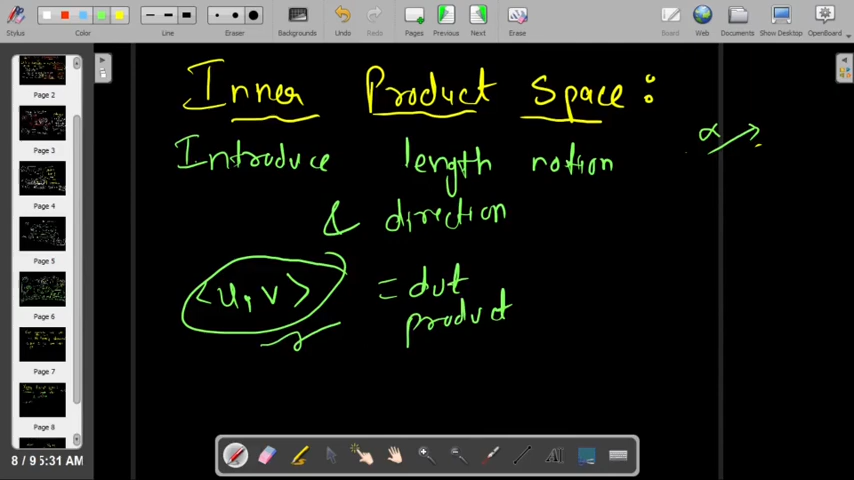 Stylus
Color
Line
Eraser
Backgrounds
Undo
Redo
Pages
Previous
Next
Erase
Board
Web
Documents
Show Desktop
OpenBoard
Page 2
Page 3
Page 4
Page 5
Page 6
Page 7
Page 8
8 / 9
5:31 AM
Inner Product Space :
α
Introduce length notion
& direction
<u, v> = dot
product